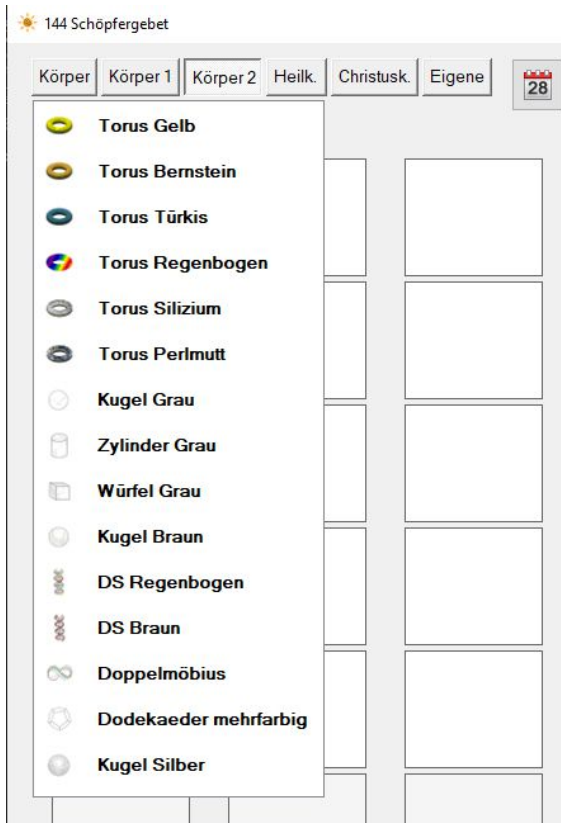 144 Schöpfergebet
Körper Körper 1 Körper 2 Heilk. Christusk. Eigene 28
Torus Gelb
Torus Bernstein
Torus Türkis
Torus Regenbogen
Torus Silizium
Torus Perlmutt
Kugel Grau
Zylinder Grau
Würfel Grau
Kugel Braun
DS Regenbogen
DS Braun
Doppelmöbius
Dodekaeder mehrfarbig
Kugel Silber